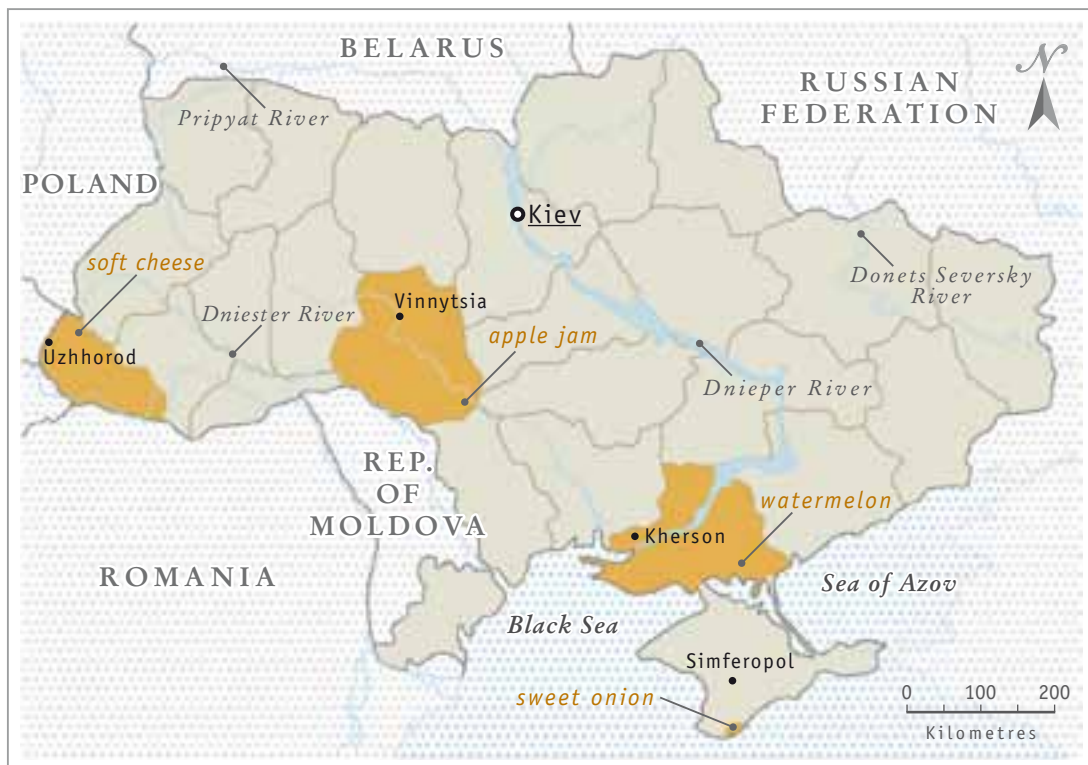 BELARUS
RUSSIAN
FEDERATION
N
Pripyat River
POLAND
Kiev
soft cheese
Donets Seversky
River
Vinnytsia
Dniester River
apple jam
Uzhhorod
Dnieper River
REP.
OF
MOLDOVA
watermelon
Kherson
ROMANIA
Sea of Azov
Black Sea
Simferopol
sweet onion
0 100 200
Kilometres